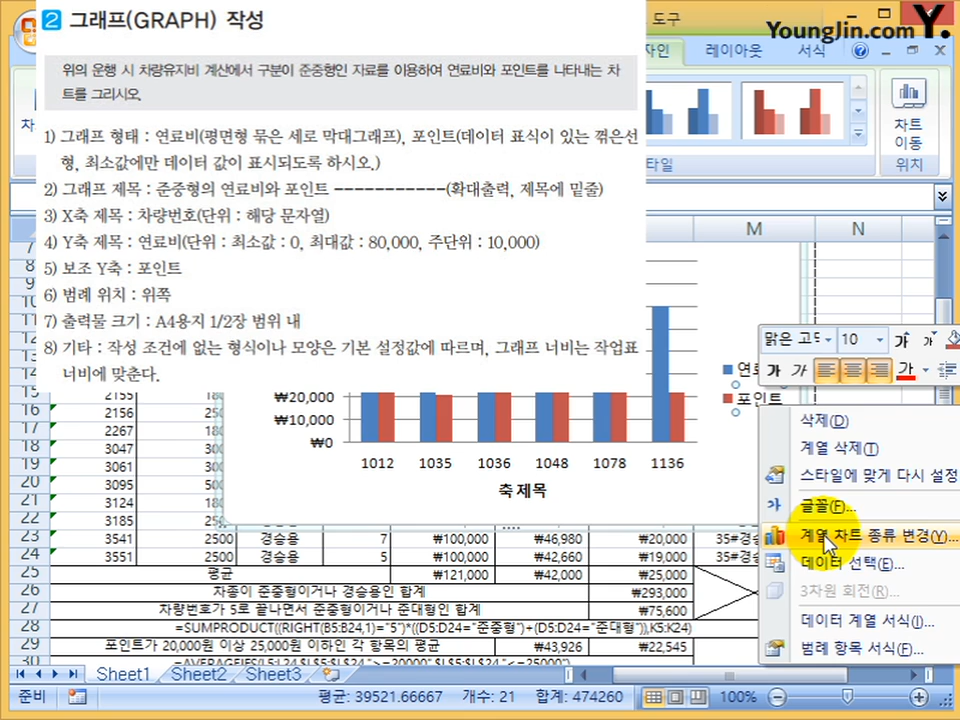 2 그래프(GRAPH) 작성
위의 운행 시 차량유지비 계산에서 구분이 준중형인 자료를 이용하여 연료비와 포인트를 나타내는 차
트를 그리시오.
1) 그래프 형태 : 연료비(평면형 묶은 세로 막대그래프), 포인트(데이터 표식이 있는 꺾은선
형, 최소값에만 데이터 값이 표시되도록 하시오.)
2) 그래프 제목 : 준중형의 연료비와 포인트 -----------(확대출력, 제목에 밑줄)
3) X축 제목 : 차량번호(단위 : 해당 문자열)
4) Y축 제목 : 연료비(단위 : 최소값 : 0, 최대값 : 80,000, 주단위 : 10,000)
5) 보조 Y축 : 포인트
6) 범례 위치 : 위쪽
7) 출력물 크기 : A4용지 1/2장 범위 내
8) 기타 : 작성 조건에 없는 형식이나 모양은 기본 설정값에 따르며, 그래프 너비는 작업표
너비에 맞춘다.
도구
YoungJin.com Y.
레이아웃 서식
차트
이동
위치
M N
맑은 고딕 10
가 가
가 가 가
포인트
₩20,000
₩10,000
₩0
1012 1035 1036 1048 1078 1136
축 제목
삭제(D)
계열 삭제(T)
스타일에 맞게 다시 설정
글꼴(F)...
계열 차트 종류 변경(Y)...
데이터 선택(E)...
3차원 회전(R)...
데이터 계열 서식(I)...
범례 항목 서식(F)...
15 2155
16 2156
17 2267
18 3047
19 3061
20 3095
21 3124
22 3185
23 3541 2500 경승용 7 ₩100,000 ₩46,980 ₩20,000
24 3551 2500 경승용 5 ₩100,000 ₩42,660 ₩19,000
25 평균 ₩121,000 ₩42,000 ₩25,000
26 차종이 준중형이거나 경승용인 합계 ₩293,000
27 차량번호가 5로 끝나면서 준중형이거나 준대형인 합계 ₩75,600
28 =SUMPRODUCT((RIGHT(B5:B24,1)="5")*((D5:D24="준중형")+(D5:D24="준대형")),K5:K24)
29 포인트가 20,000원 이상 25,000원 이하인 각 항목의 평균 ₩43,926 ₩22,545
30
Sheet1 Sheet2 Sheet3
준비 평균: 39521.66667 개수: 21 합계: 474260 100%